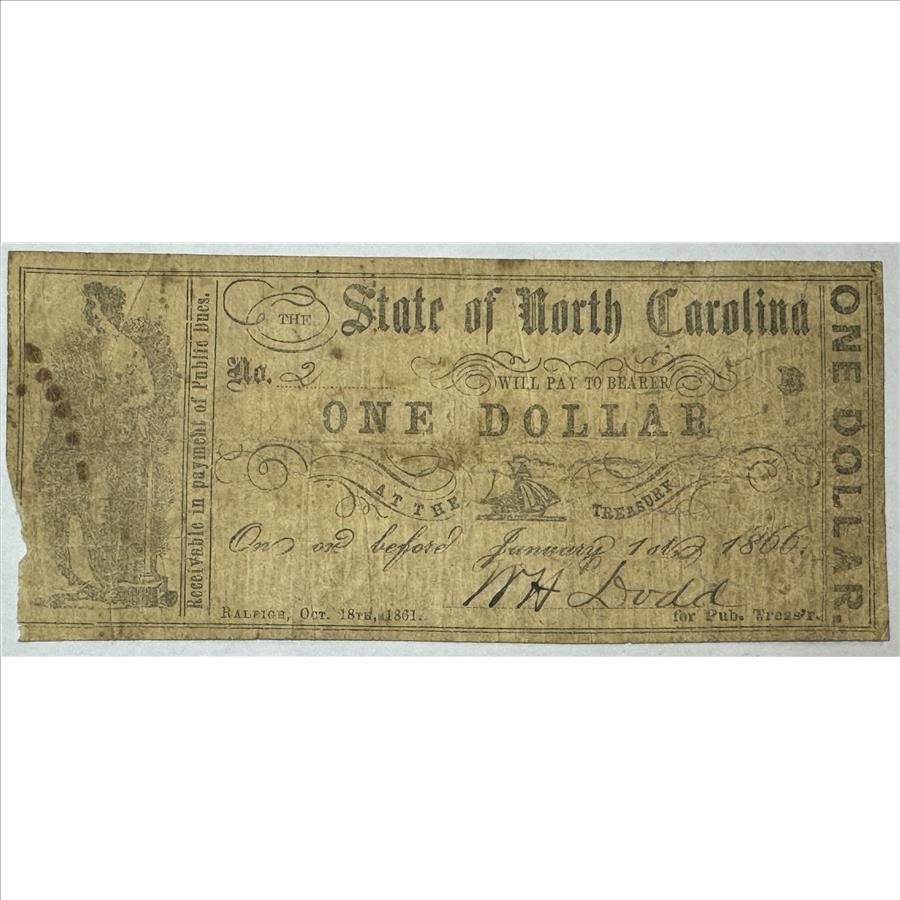 Receivable in payment of Public Dues.
THE State of North Carolina
No. 2
WILL PAY TO BEARER
B
ONE DOLLAR
AT THE TREASURY
On or before January 1st, 1866.
WH Dodd
RALEIGH, OCT. 18TH, 1861.
for Pub. Treas'r.
ONE DOLLAR.